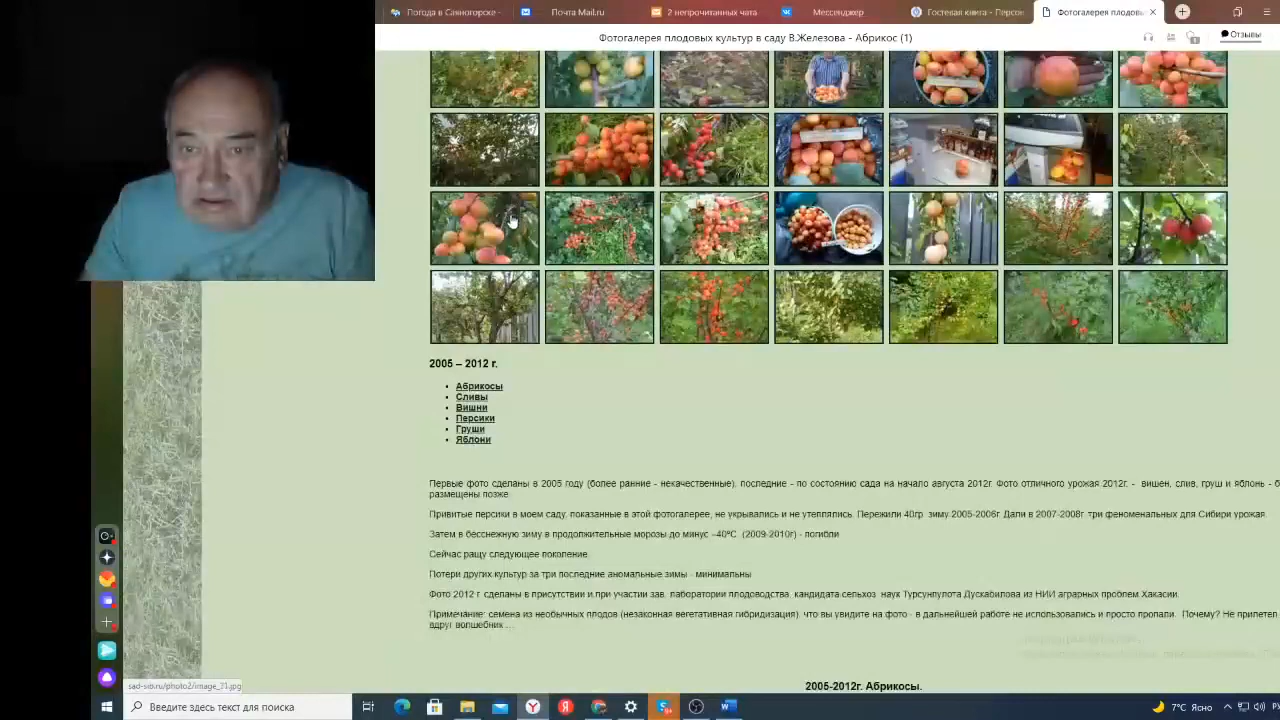 Погода в Саяногорске -
Почта Mail.ru
2 непрочитанных чата
Мессенджер
Гостевая книга - Персон
Фотогалерея плодовы
Фотогалерея плодовых культур в саду В.Железова - Абрикос (1)
Отзывы
2005 – 2012 г.
Абрикосы
Сливы
Вишни
Персики
Груши
Яблони
Первые фото сделаны в 2005 году (более ранние - некачественные), последние - по состоянию сада на начало августа 2012г. Фото отличного урожая 2012г. - вишен, слив, груш и яблонь - б
размещены позже.
Привитые персики в моем саду, показанные в этой фотогалерее, не укрывались и не утеплялись. Пережили 40гр. зиму 2005-2006г. Дали в 2007-2008г. три феноменальных для Сибири урожая.
Затем в бесснежную зиму в продолжительные морозы до минус –40ºС. (2009-2010г) - погибли
Сейчас ращу следующее поколение.
Потери других культур за три последние аномальные зимы - минимальны
Фото 2012 г. сделаны в присутствии и при участии зав. лаборатории плодоводства, кандидата сельхоз. наук Турсунпулота Дускабилова из НИИ аграрных проблем Хакасии.
Примечание: семена из необычных плодов (незаконная вегетативная гибридизация), что вы увидите на фото - в дальнейшей работе не использовались и просто пропали. Почему? Не прилетел
вдруг волшебник ...
2005-2012г. Абрикосы.
sad-sib.ru/photo2/image_31.jpg
Введите здесь текст для поиска
7°C Ясно